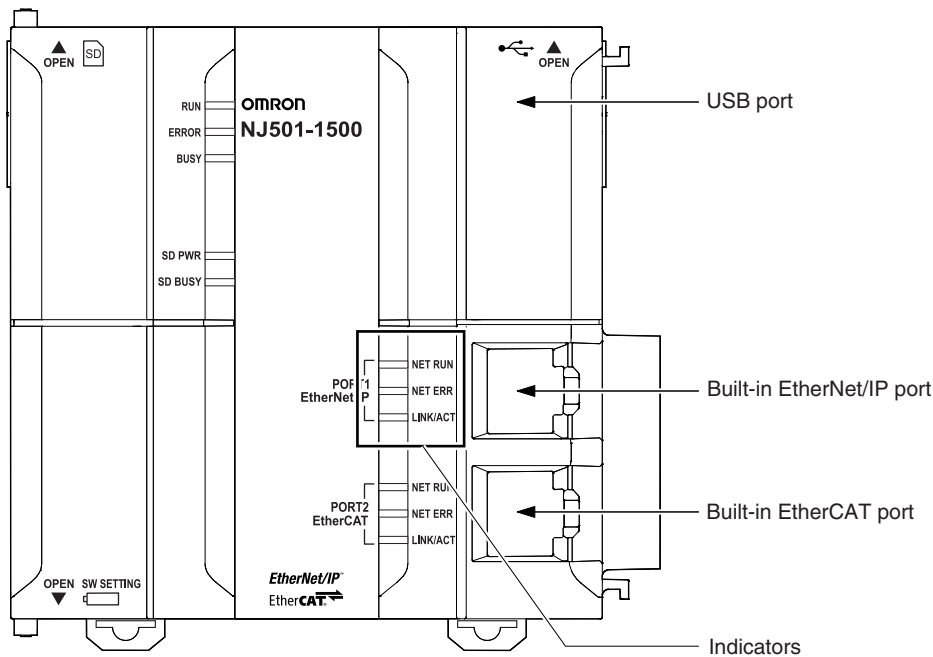 OPEN
SD
OPEN
USB port
RUN
OMRON
ERROR
NJ501-1500
BUSY
SD PWR
SD BUSY
NET RUN
PORT1
EtherNet/IP
NET ERR
LINK/ACT
Built-in EtherNet/IP port
NET RUN
PORT2
EtherCAT
NET ERR
LINK/ACT
Built-in EtherCAT port
OPEN
SW SETTING
EtherNet/IP™
EtherCAT®
Indicators